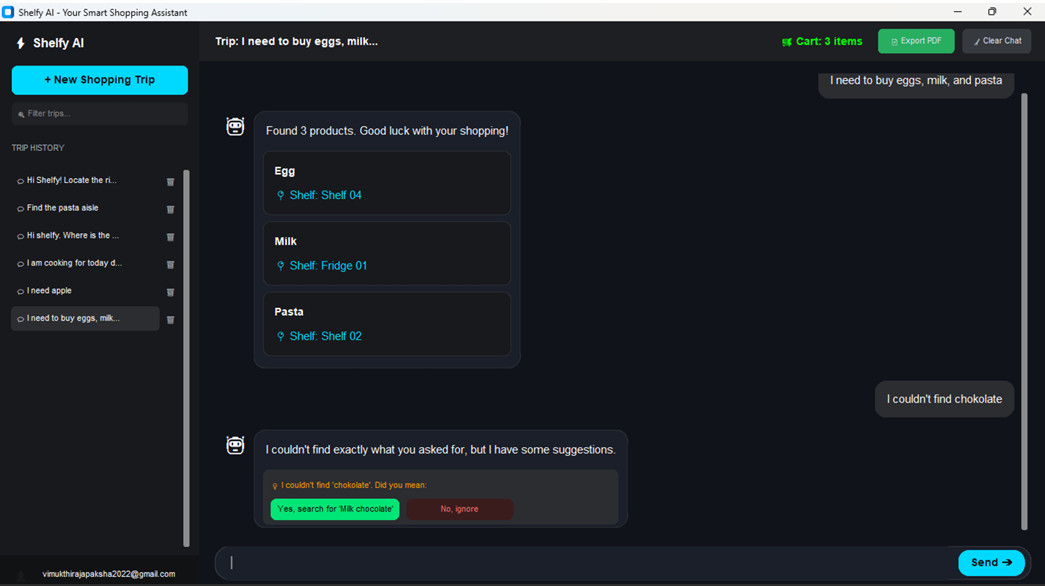 Shelfy AI - Your Smart Shopping Assistant
Shelfy AI
+ New Shopping Trip
Filter trips...
TRIP HISTORY
Hi Shelfy! Locate the ri...
Find the pasta aisle
Hi shelfy. Where is the ...
I am cooking for today d...
I need apple
I need to buy eggs, milk...
vimukthirajapaksha2022@gmail.com
Trip: I need to buy eggs, milk...
Cart: 3 items
Export PDF
Clear Chat
I need to buy eggs, milk, and pasta
Found 3 products. Good luck with your shopping!
Egg
Shelf: Shelf 04
Milk
Shelf: Fridge 01
Pasta
Shelf: Shelf 02
I couldn't find chokolate
I couldn't find exactly what you asked for, but I have some suggestions.
I couldn't find 'chokolate'. Did you mean:
Yes, search for 'Milk chocolate'
No, ignore
Send →